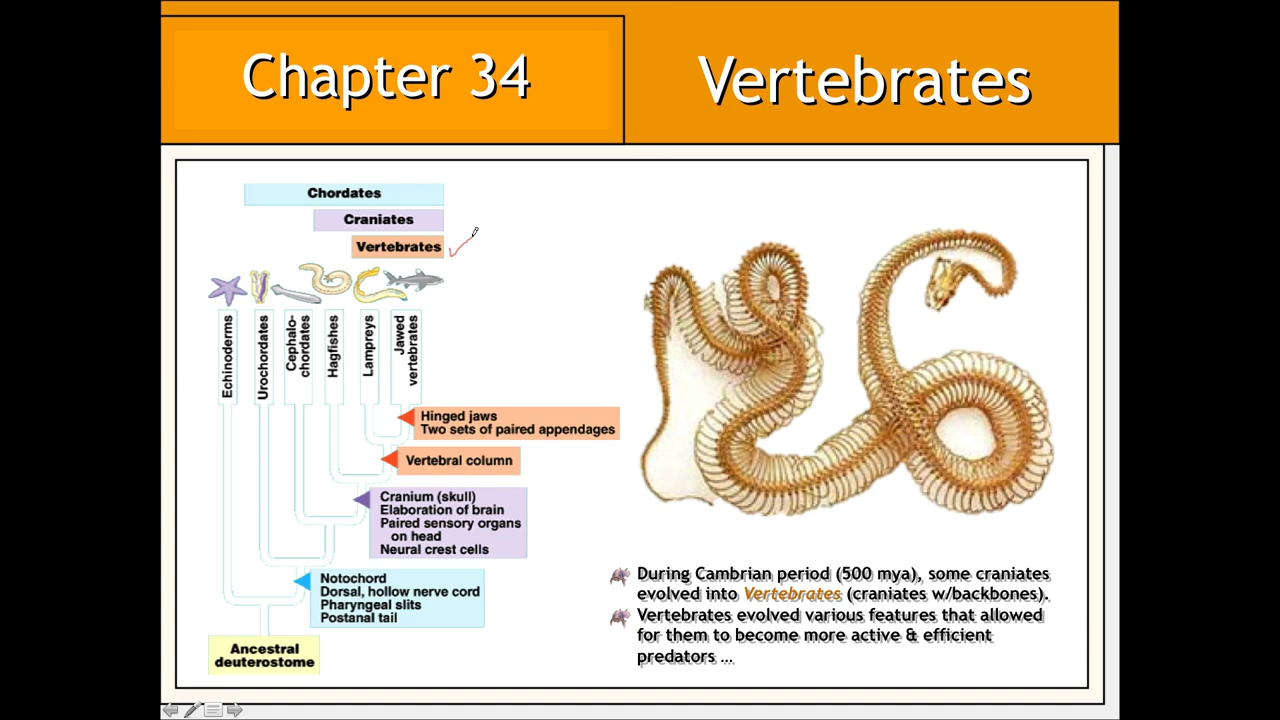 Chapter 34
Vertebrates
Chordates
Craniates
Vertebrates
Echinoderms
Urochordates
Cephalo-
chordates
Hagfishes
Lampreys
Jawed
vertebrates
Hinged jaws
Two sets of paired appendages
Vertebral column
Cranium (skull)
Elaboration of brain
Paired sensory organs
on head
Neural crest cells
Notochord
Dorsal, hollow nerve cord
Pharyngeal slits
Postanal tail
Ancestral
deuterostome
During Cambrian period (500 mya), some craniates
evolved into Vertebrates (craniates w/backbones).
Vertebrates evolved various features that allowed
for them to become more active & efficient
predators …